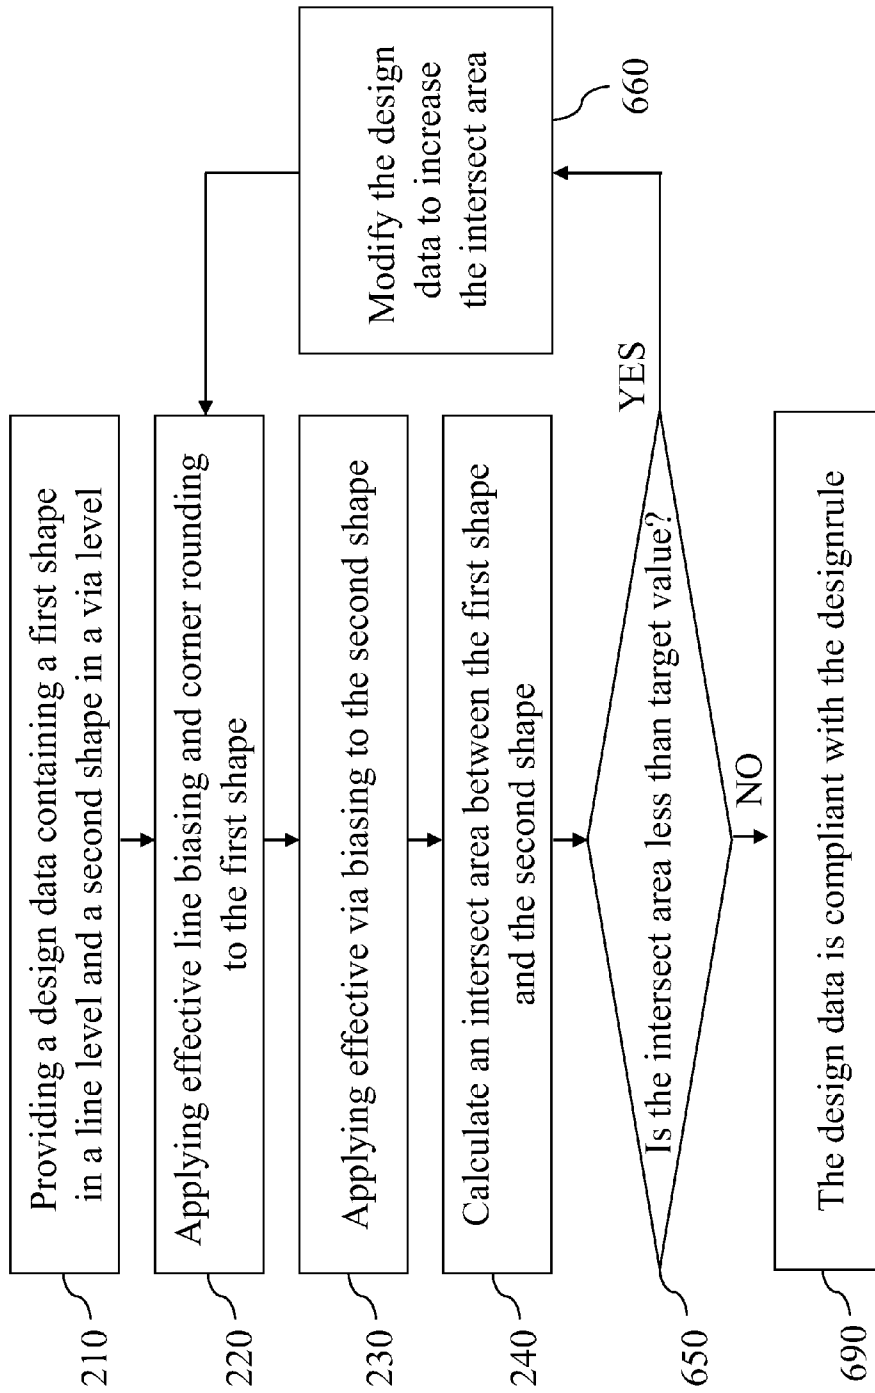 210
Providing a design data containing a first shape
in a line level and a second shape in a via level
220
Applying effective line biasing and corner rounding
to the first shape
230
Applying effective via biasing to the second shape
240
Calculate an intersect area between the first shape
and the second shape
650
Is the intersect area less than target value?
YES
NO
660
Modify the design
data to increase
the intersect area
690
The design data is compliant with the designrule